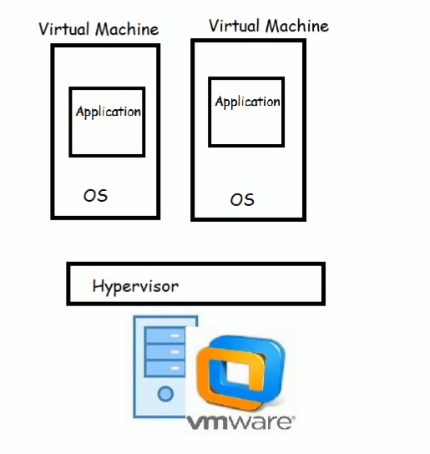 Virtual Machine
Virtual Machine
Application
Application
OS
OS
Hypervisor
vmware